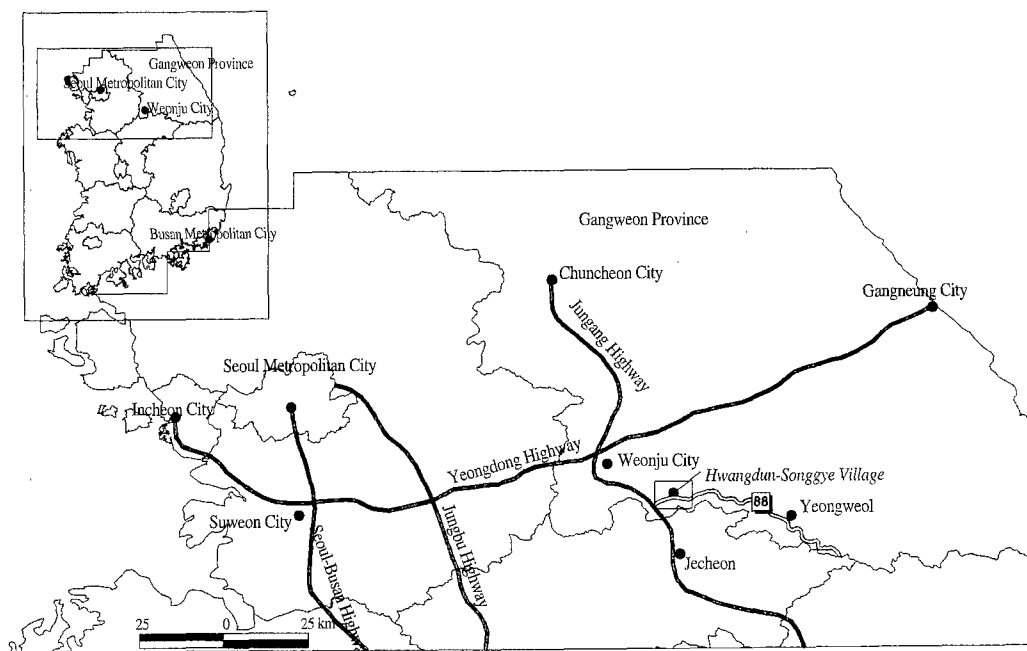 Gangweon Province
Seoul Metropolitan City
Weonju City
Busan Metropolitan City
Gangweon Province
Chuncheon City
Gangneung City
Jungang Highway
Seoul Metropolitan City
Incheon City
Yeongdong Highway
Weonju City
Hwangdun-Songgye Village
88
Yeongweol
Suweon City
Jungbu Highway
Seoul-Busan Highway
Jecheon
25 0 25 km